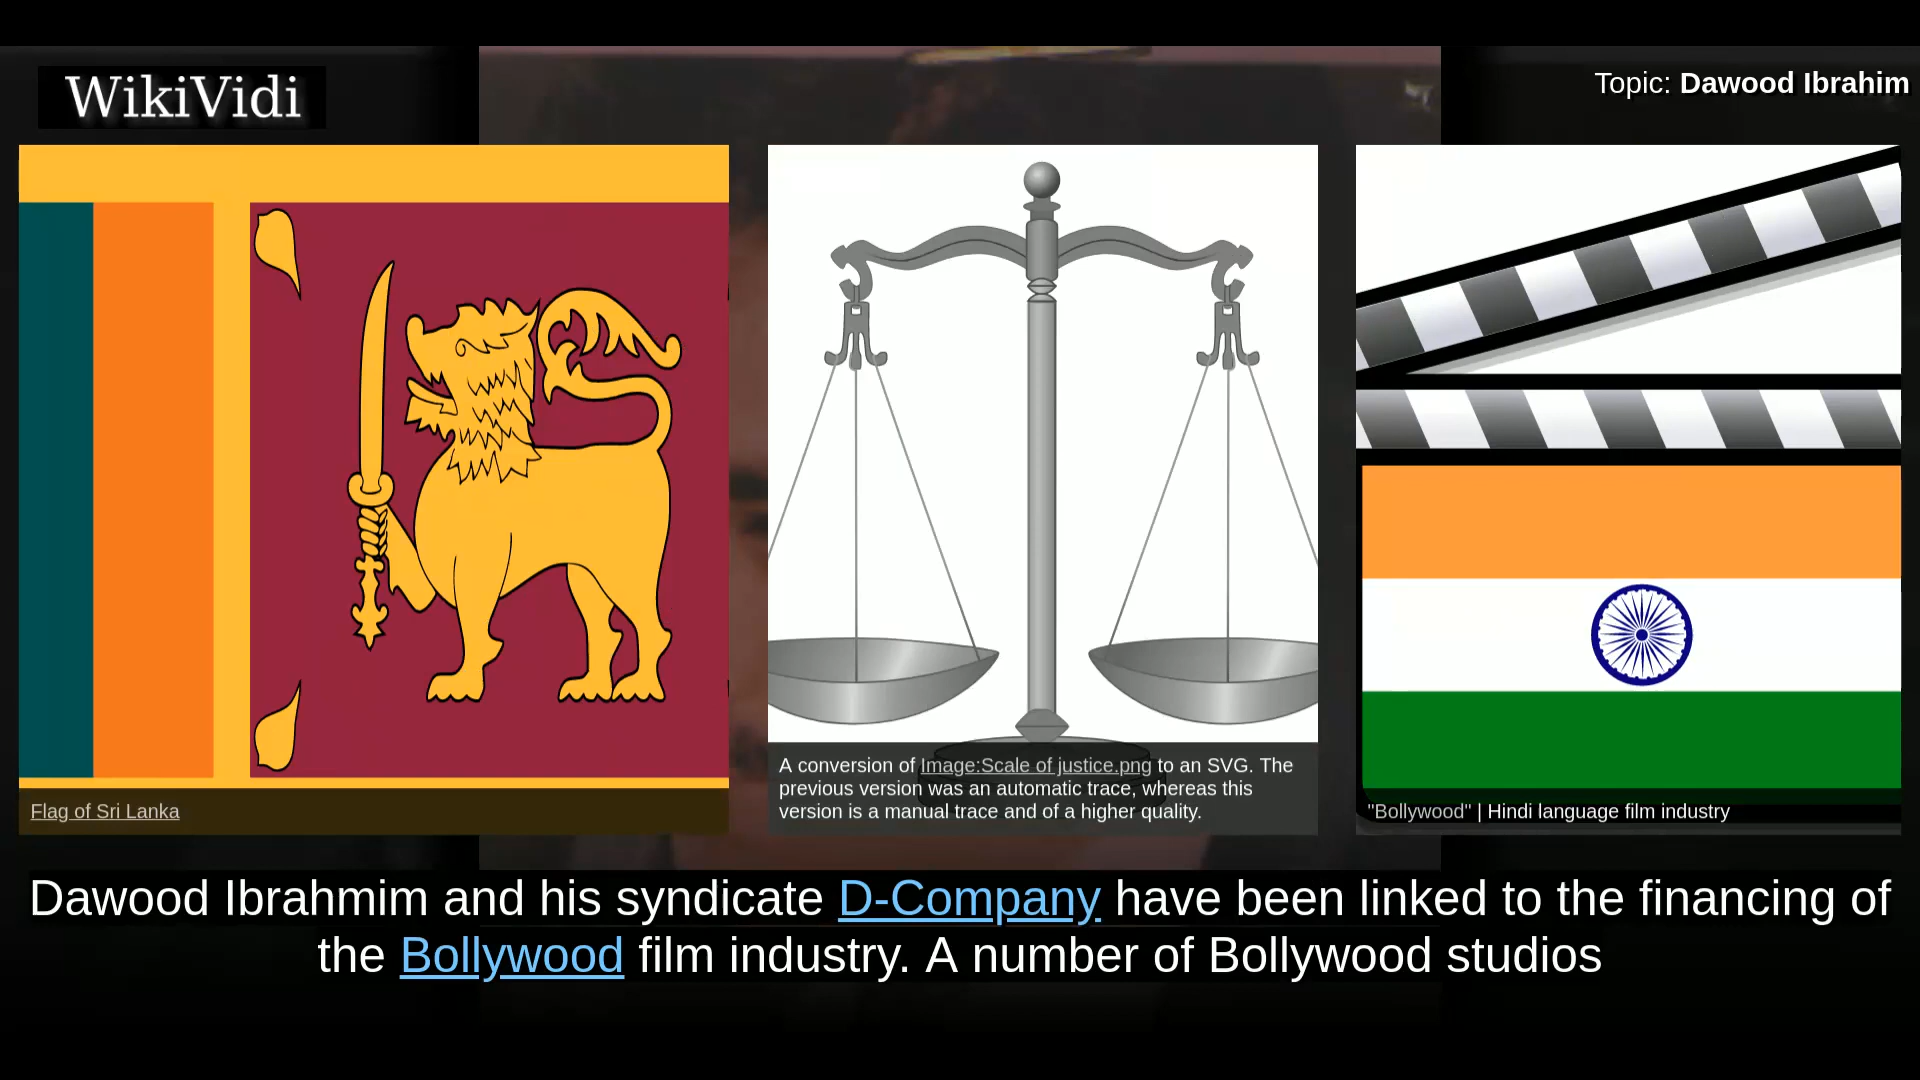 WikiVidi
Topic: Dawood Ibrahim
Flag of Sri Lanka
A conversion of Image:Scale of justice.png to an SVG. The
previous version was an automatic trace, whereas this
version is a manual trace and of a higher quality.
"Bollywood" | Hindi language film industry
Dawood Ibrahmim and his syndicate D-Company have been linked to the financing of
the Bollywood film industry. A number of Bollywood studios